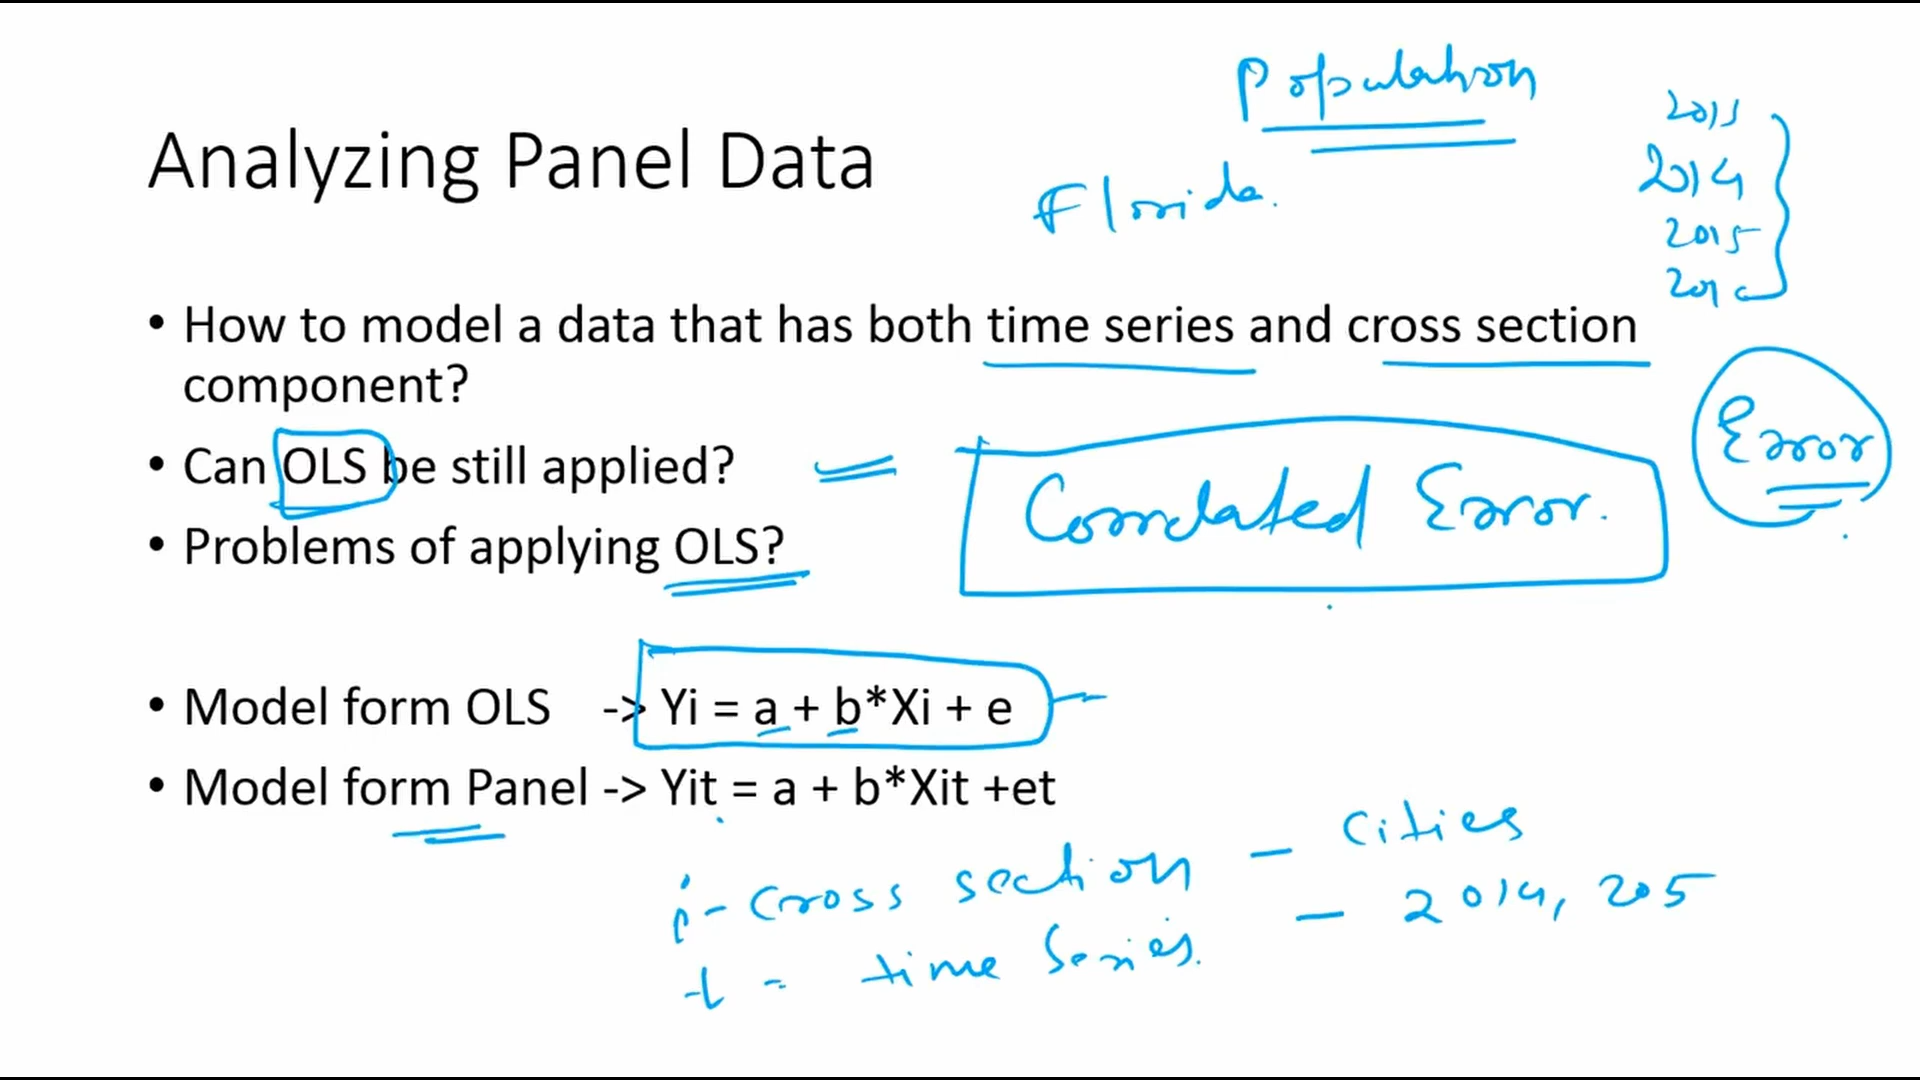 Population
2013
2014
2015
Analyzing Panel Data
Florida.
• How to model a data that has both time series and cross section
component?
Error
• Can OLS be still applied?
Correlated Error.
• Problems of applying OLS?
• Model form OLS -> Yi = a + b*Xi + e
• Model form Panel -> Yit = a + b*Xit +et
i - cross section - cities
t = time series. - 2014, 205